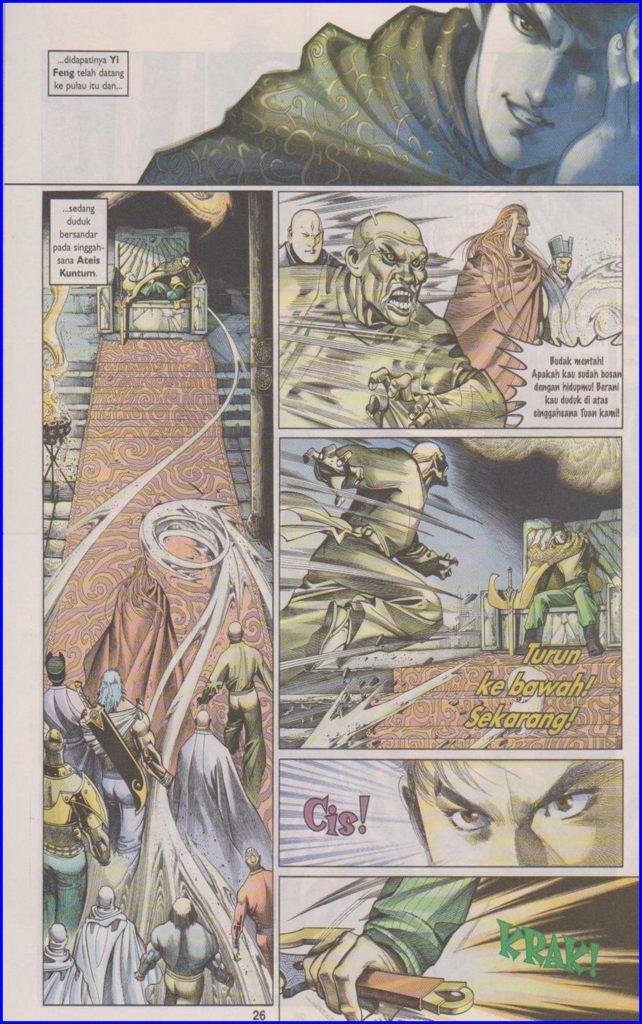 ...didapatinya Yi
Feng telah datang
ke pulau itu dan...
...sedang
duduk
bersandar
pada singgah-
sana Ateis
Kuntum.
Budak mentah!
Apakah kau sudah bosan
dengan hidupmu! Berani
kau duduk di atas
singgahsana Tuan kami!
Turun
ke bawah!
Sekarang!
Cis!
KRAK!
26